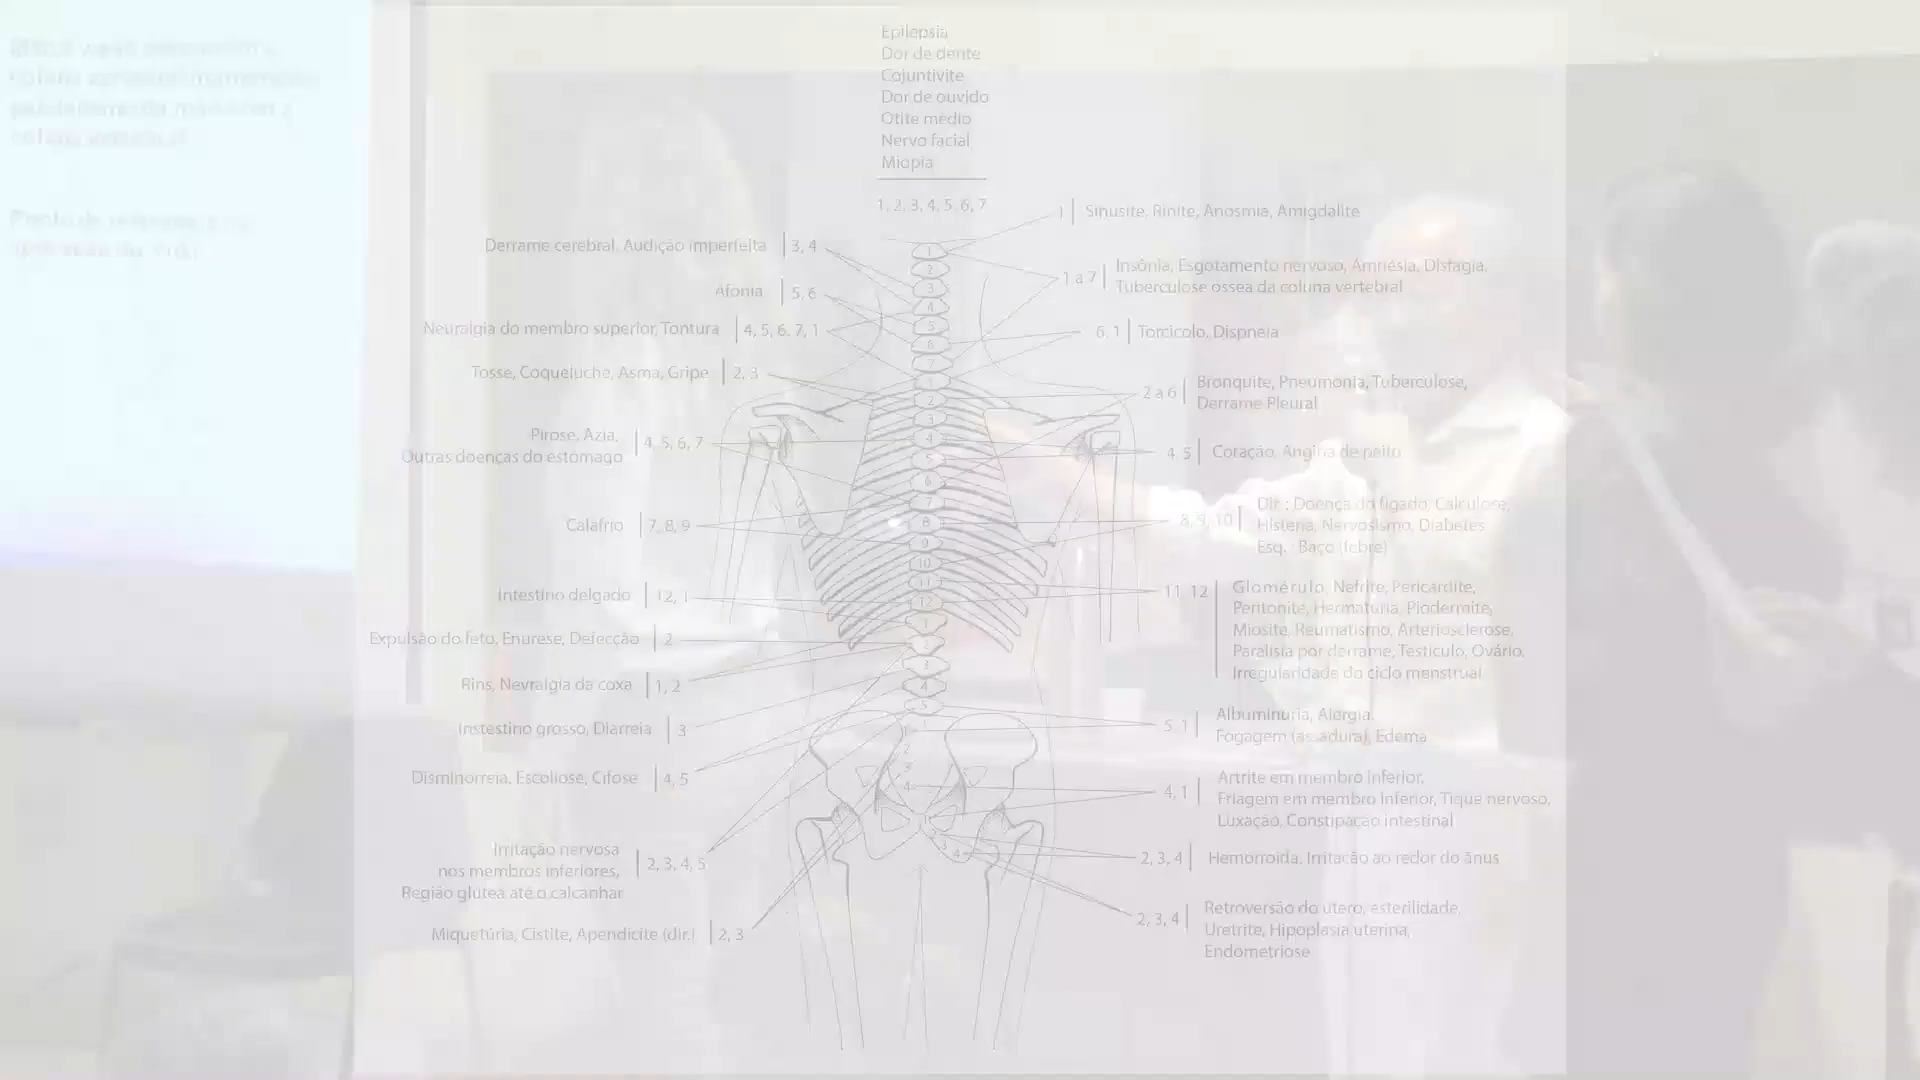 Epilepsia
Dor de dente
Cojuntivite
Dor de ouvido
Otite médio
Nervo facial
Miopia
1, 2, 3, 4, 5, 6, 7
1 Sinusite, Rinite, Anosmia, Amigdalite
Derrame cerebral, Audição imperfeita 3, 4
1 a 7 Insônia, Esgotamento nervoso, Amnésia, Disfagia,
Tuberculose óssea da coluna vertebral
Afonia 5, 6
Neuralgia do membro superior, Tontura 4, 5, 6, 7, 1
6, 1 Torcicolo, Dispneia
Tosse, Coqueluche, Asma, Gripe 2, 3
2 a 6 Bronquite, Pneumonia, Tuberculose,
Derrame Pleural
Pirose, Azia,
Outras doenças do estômago 4, 5, 6, 7
4, 5 Coração, Angina de peito
Calafrio 7, 8, 9
8, 9, 10 Dir.: Doença do fígado, Calculose,
Histeria, Nervosismo, Diabetes
Esq.: Baço (febre)
Intestino delgado 12, 1
11, 12 Glomérulo, Nefrite, Pericardite,
Peritonite, Hermaturia, Piodermite,
Miosite, Reumatismo, Arteriosclerose,
Paralisia por derrame, Testículo, Ovário,
Irregularidade do ciclo menstrual
Expulsão do feto, Enurese, Defecção 2
Rins, Nevralgia da coxa 1, 2
Instestino grosso, Diarreia 3
5, 1 Albuminúria, Alergia,
Fogagem (assadura), Edema
Disminorreia, Escoliose, Cifose 4, 5
4, 1 Artrite em membro inferior,
Friagem em membro inferior, Tique nervoso,
Luxação, Constipação intestinal
Irritação nervosa
nos membros inferiores,
Região glútea até o calcanhar 2, 3, 4, 5
2, 3, 4 Hemorroida, Irritação ao redor do ânus
Miquetúria, Cistite, Apendicite (dir.) 2, 3
2, 3, 4 Retroversão do útero, esterilidade,
Uretrite, Hipoplasia uterina,
Endometriose